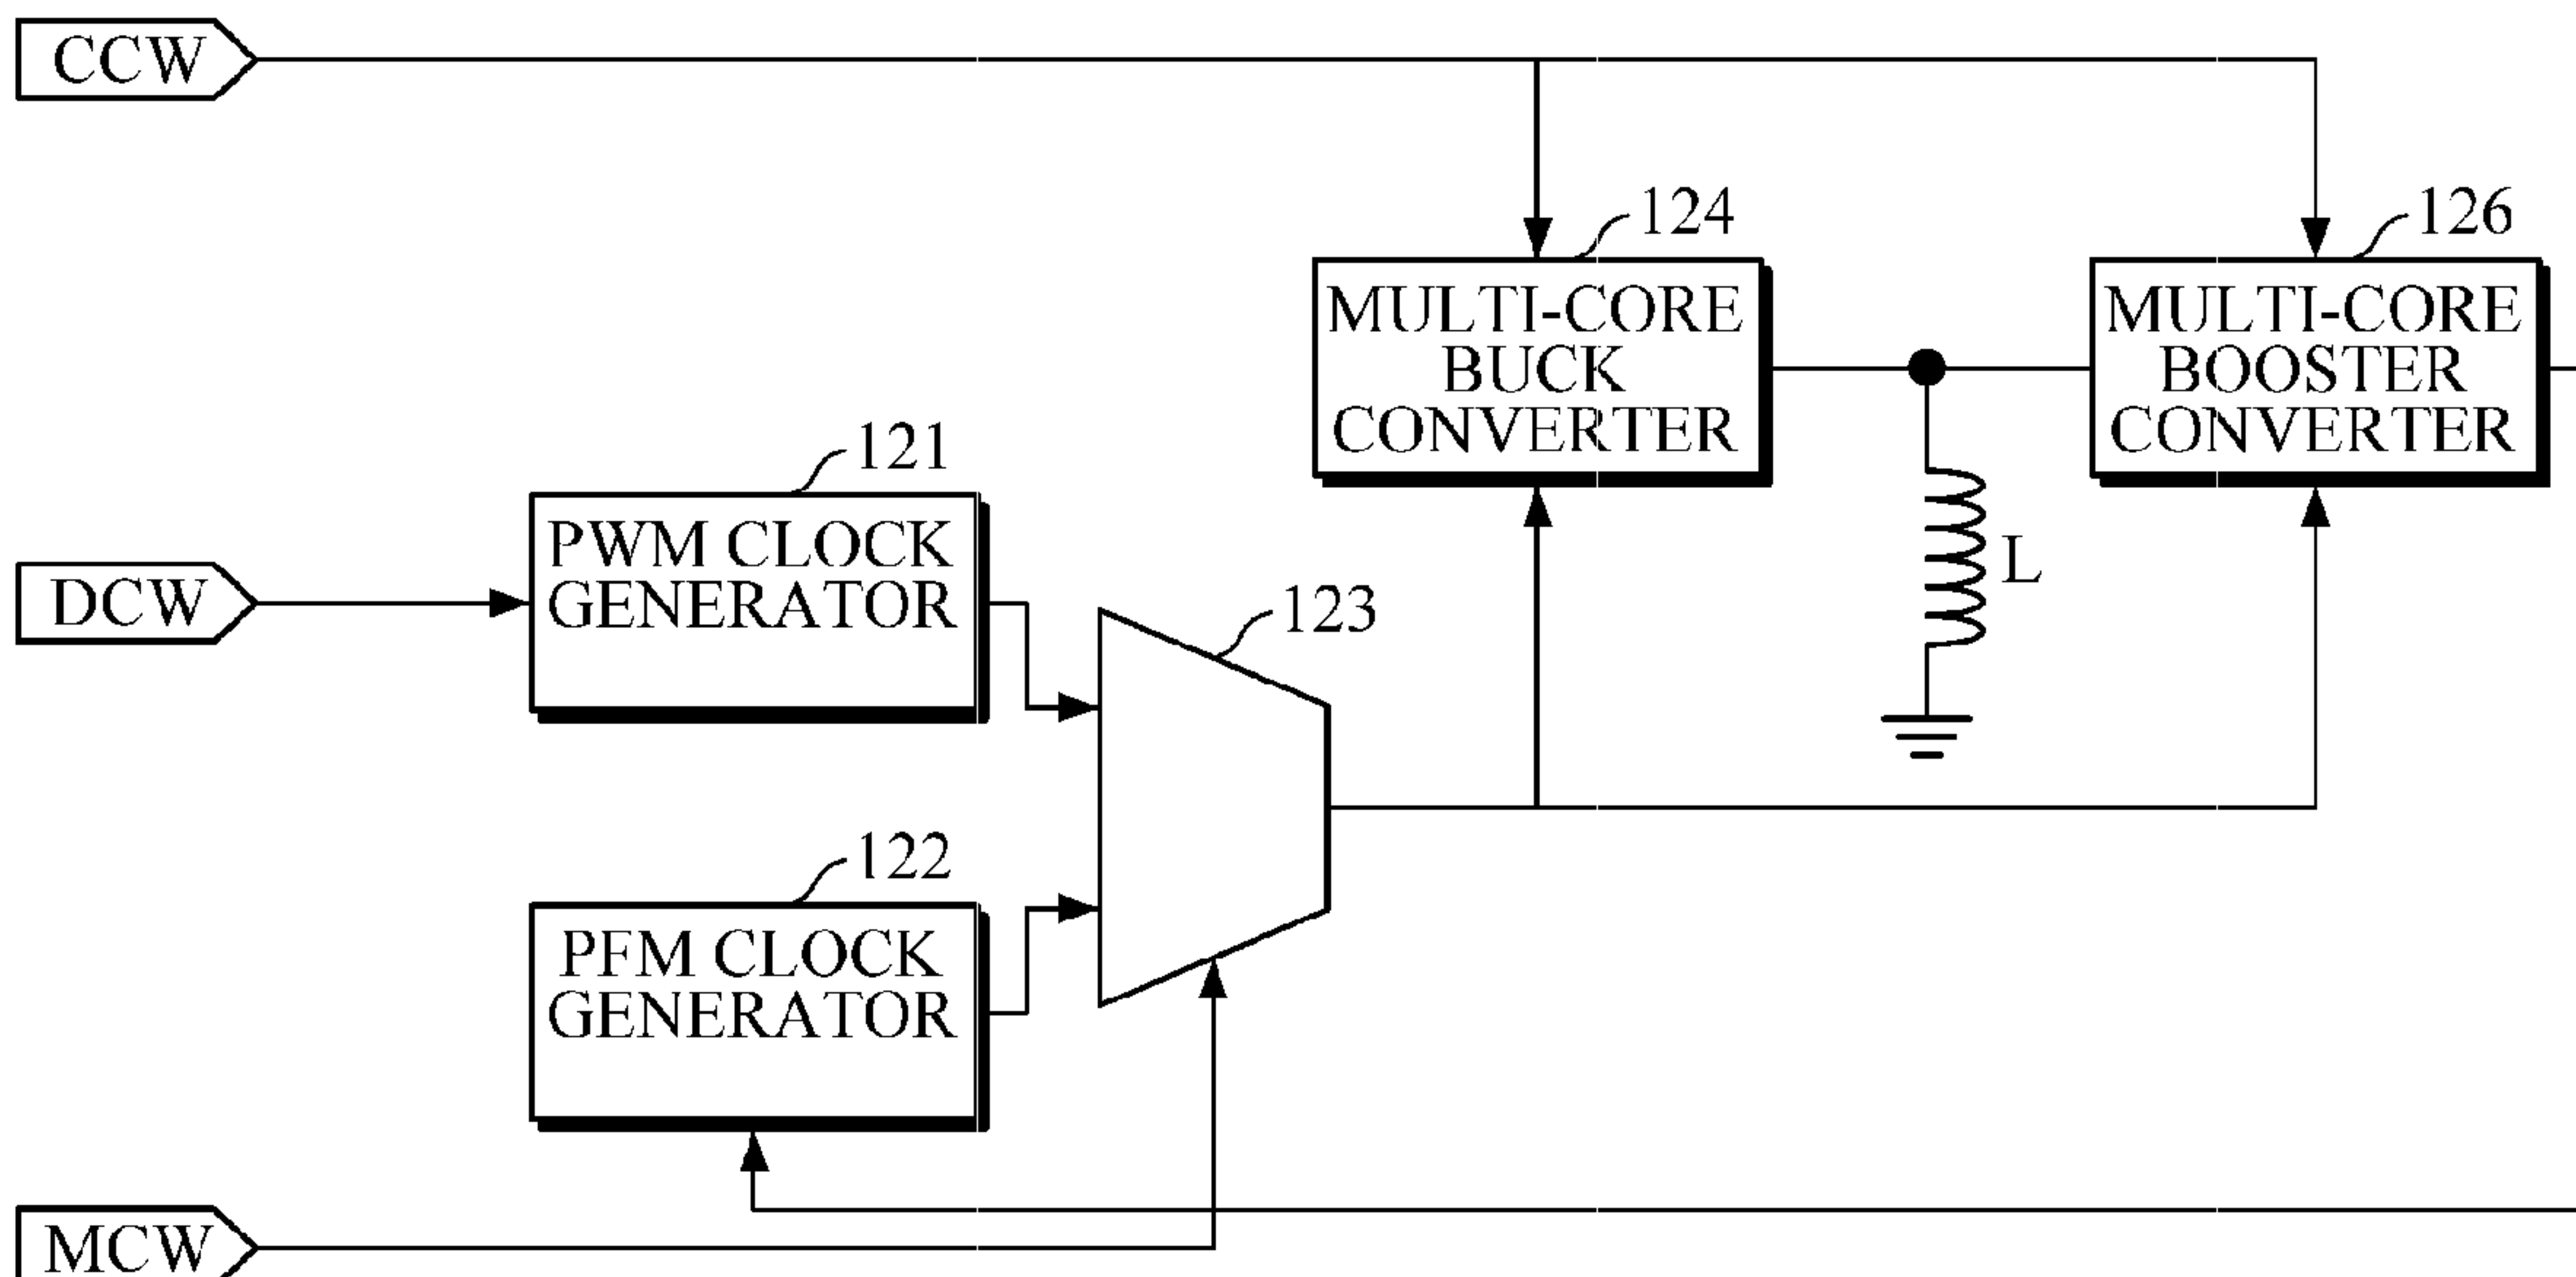 CCW
124
126
MULTI-CORE
BUCK
CONVERTER
MULTI-CORE
BOOSTER
CONVERTER
121
PWM CLOCK
GENERATOR
DCW
L
123
122
PFM CLOCK
GENERATOR
MCW